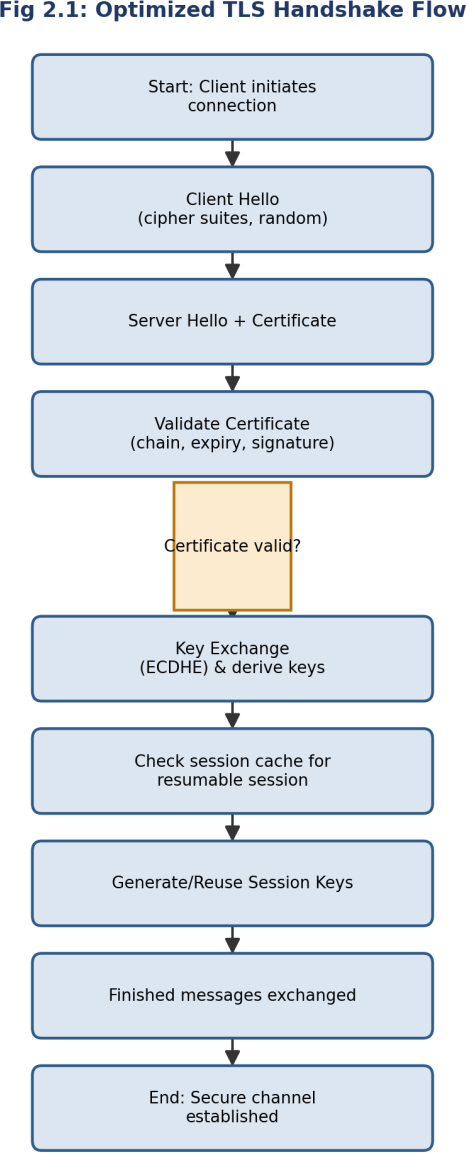 Fig 2.1: Optimized TLS Handshake Flow
Start: Client initiates
connection
Client Hello
(cipher suites, random)
Server Hello + Certificate
Validate Certificate
(chain, expiry, signature)
Certificate valid?
Key Exchange
(ECDHE) & derive keys
Check session cache for
resumable session
Generate/Reuse Session Keys
Finished messages exchanged
End: Secure channel
established